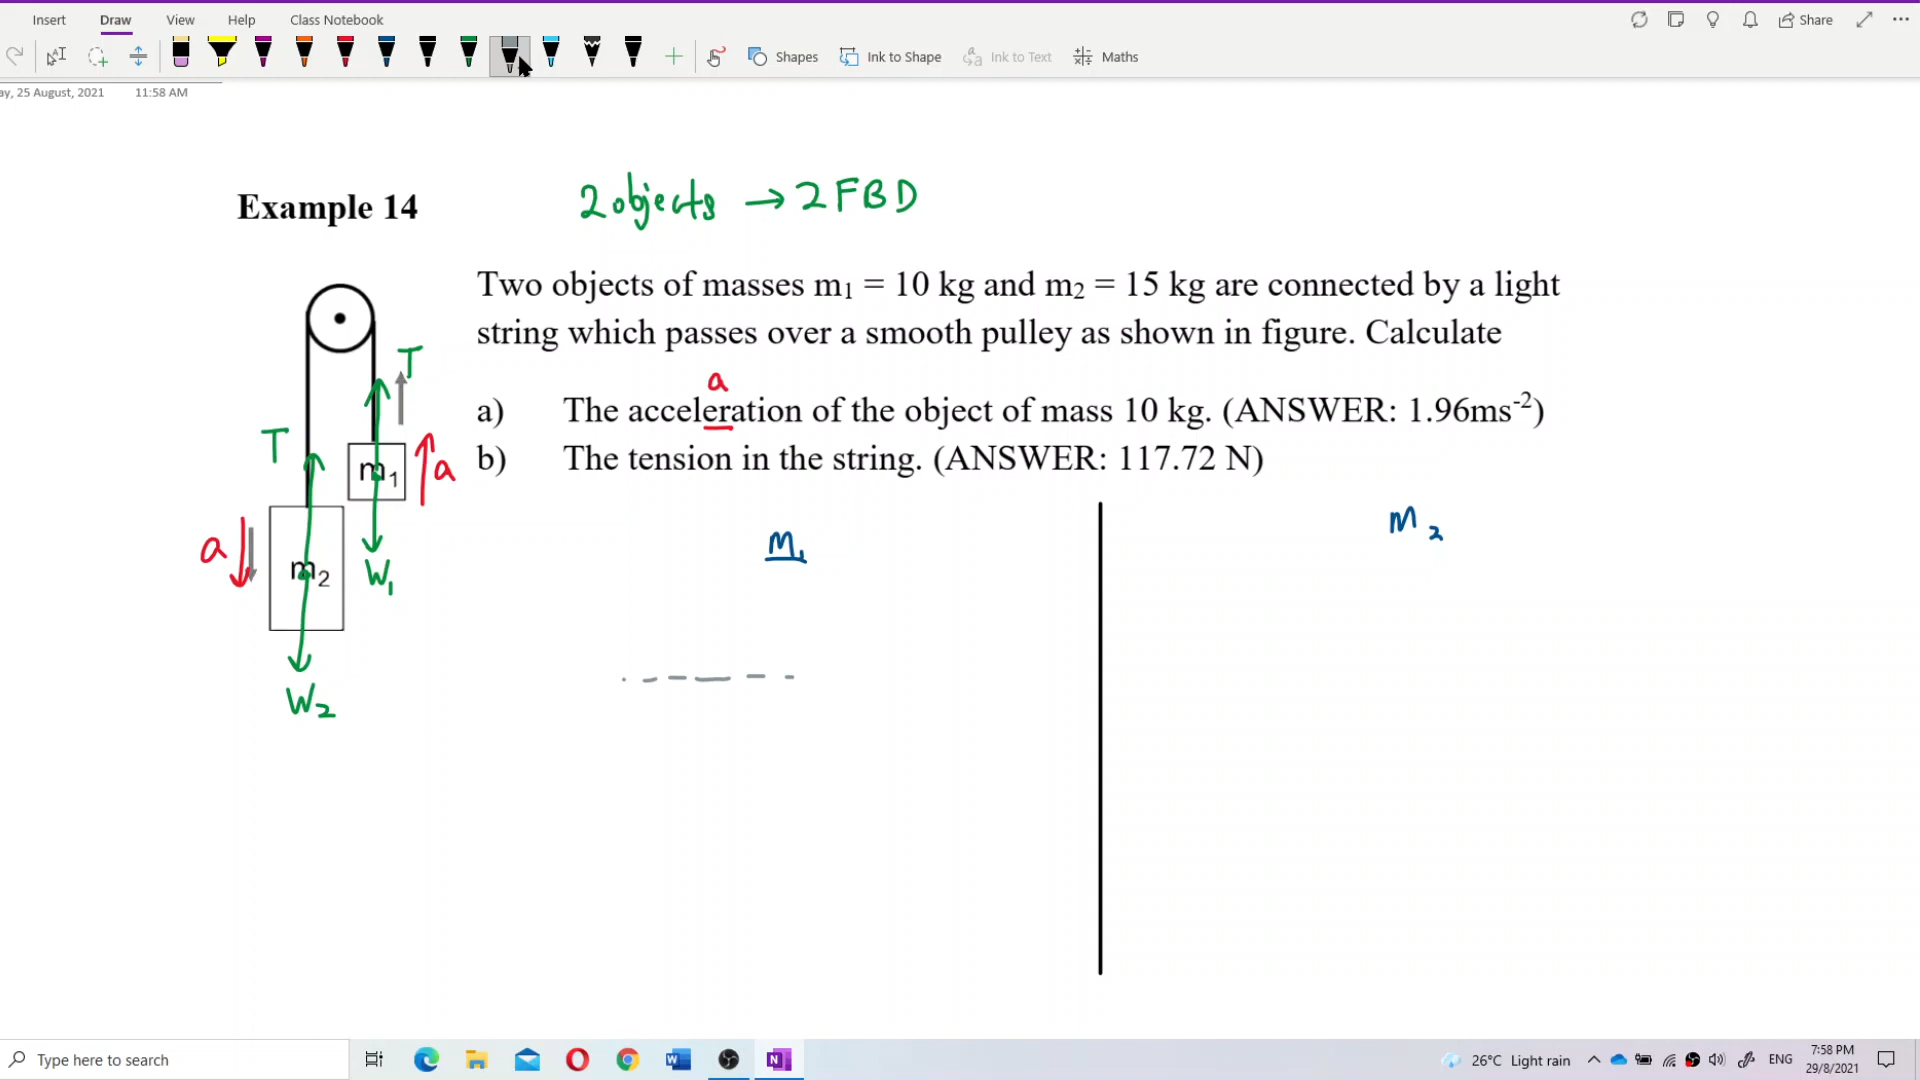 Insert Draw View Help Class Notebook Share
Shapes Ink to Shape Ink to Text Maths
ay, 25 August, 2021 11:58 AM
2 objects → 2 FBD
Example 14
Two objects of masses m1 = 10 kg and m2 = 15 kg are connected by a light
string which passes over a smooth pulley as shown in figure. Calculate
T
a
a) The acceleration of the object of mass 10 kg. (ANSWER: 1.96ms-2)
T
b) The tension in the string. (ANSWER: 117.72 N)
m1
a
M1
M2
a
m2
W1
W2
Type here to search
26°C Light rain
ENG
7:58 PM
29/8/2021